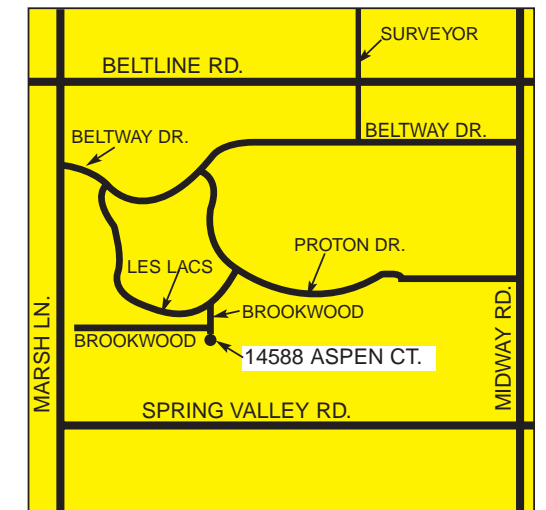 SURVEYOR
BELTLINE RD.
BELTWAY DR.
BELTWAY DR.
PROTON DR.
LES LACS
BROOKWOOD
BROOKWOOD
14588 ASPEN CT.
MARSH LN.
MIDWAY RD.
SPRING VALLEY RD.